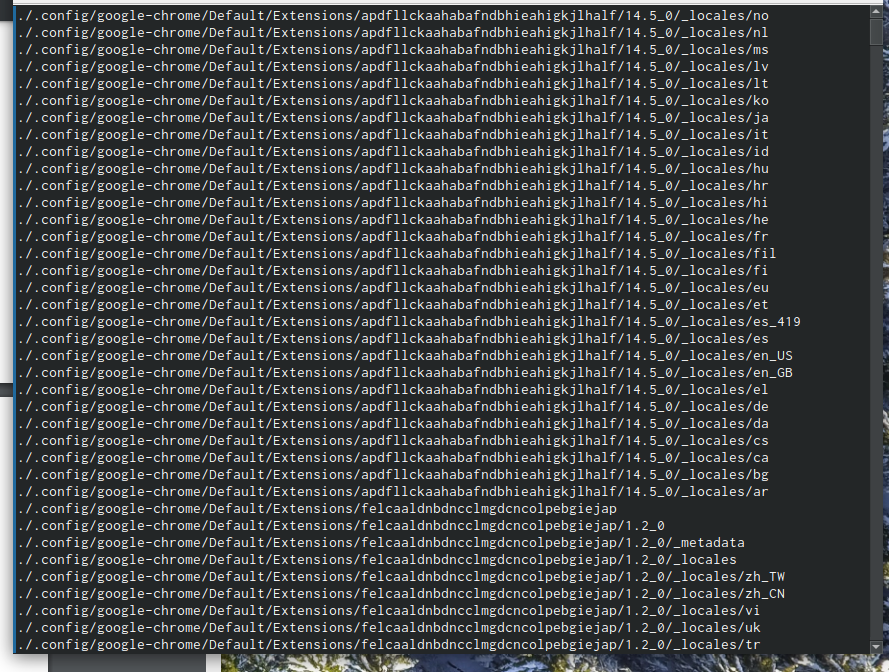 ./.config/google-chrome/Default/Extensions/apdfllckaahabafndbhieahigkjlhalf/14.5_0/_locales/no
./.config/google-chrome/Default/Extensions/apdfllckaahabafndbhieahigkjlhalf/14.5_0/_locales/nl
./.config/google-chrome/Default/Extensions/apdfllckaahabafndbhieahigkjlhalf/14.5_0/_locales/ms
./.config/google-chrome/Default/Extensions/apdfllckaahabafndbhieahigkjlhalf/14.5_0/_locales/lv
./.config/google-chrome/Default/Extensions/apdfllckaahabafndbhieahigkjlhalf/14.5_0/_locales/lt
./.config/google-chrome/Default/Extensions/apdfllckaahabafndbhieahigkjlhalf/14.5_0/_locales/ko
./.config/google-chrome/Default/Extensions/apdfllckaahabafndbhieahigkjlhalf/14.5_0/_locales/ja
./.config/google-chrome/Default/Extensions/apdfllckaahabafndbhieahigkjlhalf/14.5_0/_locales/it
./.config/google-chrome/Default/Extensions/apdfllckaahabafndbhieahigkjlhalf/14.5_0/_locales/id
./.config/google-chrome/Default/Extensions/apdfllckaahabafndbhieahigkjlhalf/14.5_0/_locales/hu
./.config/google-chrome/Default/Extensions/apdfllckaahabafndbhieahigkjlhalf/14.5_0/_locales/hr
./.config/google-chrome/Default/Extensions/apdfllckaahabafndbhieahigkjlhalf/14.5_0/_locales/hi
./.config/google-chrome/Default/Extensions/apdfllckaahabafndbhieahigkjlhalf/14.5_0/_locales/he
./.config/google-chrome/Default/Extensions/apdfllckaahabafndbhieahigkjlhalf/14.5_0/_locales/fr
./.config/google-chrome/Default/Extensions/apdfllckaahabafndbhieahigkjlhalf/14.5_0/_locales/fil
./.config/google-chrome/Default/Extensions/apdfllckaahabafndbhieahigkjlhalf/14.5_0/_locales/fi
./.config/google-chrome/Default/Extensions/apdfllckaahabafndbhieahigkjlhalf/14.5_0/_locales/eu
./.config/google-chrome/Default/Extensions/apdfllckaahabafndbhieahigkjlhalf/14.5_0/_locales/et
./.config/google-chrome/Default/Extensions/apdfllckaahabafndbhieahigkjlhalf/14.5_0/_locales/es_419
./.config/google-chrome/Default/Extensions/apdfllckaahabafndbhieahigkjlhalf/14.5_0/_locales/es
./.config/google-chrome/Default/Extensions/apdfllckaahabafndbhieahigkjlhalf/14.5_0/_locales/en_US
./.config/google-chrome/Default/Extensions/apdfllckaahabafndbhieahigkjlhalf/14.5_0/_locales/en_GB
./.config/google-chrome/Default/Extensions/apdfllckaahabafndbhieahigkjlhalf/14.5_0/_locales/el
./.config/google-chrome/Default/Extensions/apdfllckaahabafndbhieahigkjlhalf/14.5_0/_locales/de
./.config/google-chrome/Default/Extensions/apdfllckaahabafndbhieahigkjlhalf/14.5_0/_locales/da
./.config/google-chrome/Default/Extensions/apdfllckaahabafndbhieahigkjlhalf/14.5_0/_locales/cs
./.config/google-chrome/Default/Extensions/apdfllckaahabafndbhieahigkjlhalf/14.5_0/_locales/ca
./.config/google-chrome/Default/Extensions/apdfllckaahabafndbhieahigkjlhalf/14.5_0/_locales/bg
./.config/google-chrome/Default/Extensions/apdfllckaahabafndbhieahigkjlhalf/14.5_0/_locales/ar
./.config/google-chrome/Default/Extensions/felcaaldnbdncclmgdcncolpebgiejap
./.config/google-chrome/Default/Extensions/felcaaldnbdncclmgdcncolpebgiejap/1.2_0
./.config/google-chrome/Default/Extensions/felcaaldnbdncclmgdcncolpebgiejap/1.2_0/_metadata
./.config/google-chrome/Default/Extensions/felcaaldnbdncclmgdcncolpebgiejap/1.2_0/_locales
./.config/google-chrome/Default/Extensions/felcaaldnbdncclmgdcncolpebgiejap/1.2_0/_locales/zh_TW
./.config/google-chrome/Default/Extensions/felcaaldnbdncclmgdcncolpebgiejap/1.2_0/_locales/zh_CN
./.config/google-chrome/Default/Extensions/felcaaldnbdncclmgdcncolpebgiejap/1.2_0/_locales/vi
./.config/google-chrome/Default/Extensions/felcaaldnbdncclmgdcncolpebgiejap/1.2_0/_locales/uk
./.config/google-chrome/Default/Extensions/felcaaldnbdncclmgdcncolpebgiejap/1.2_0/_locales/tr